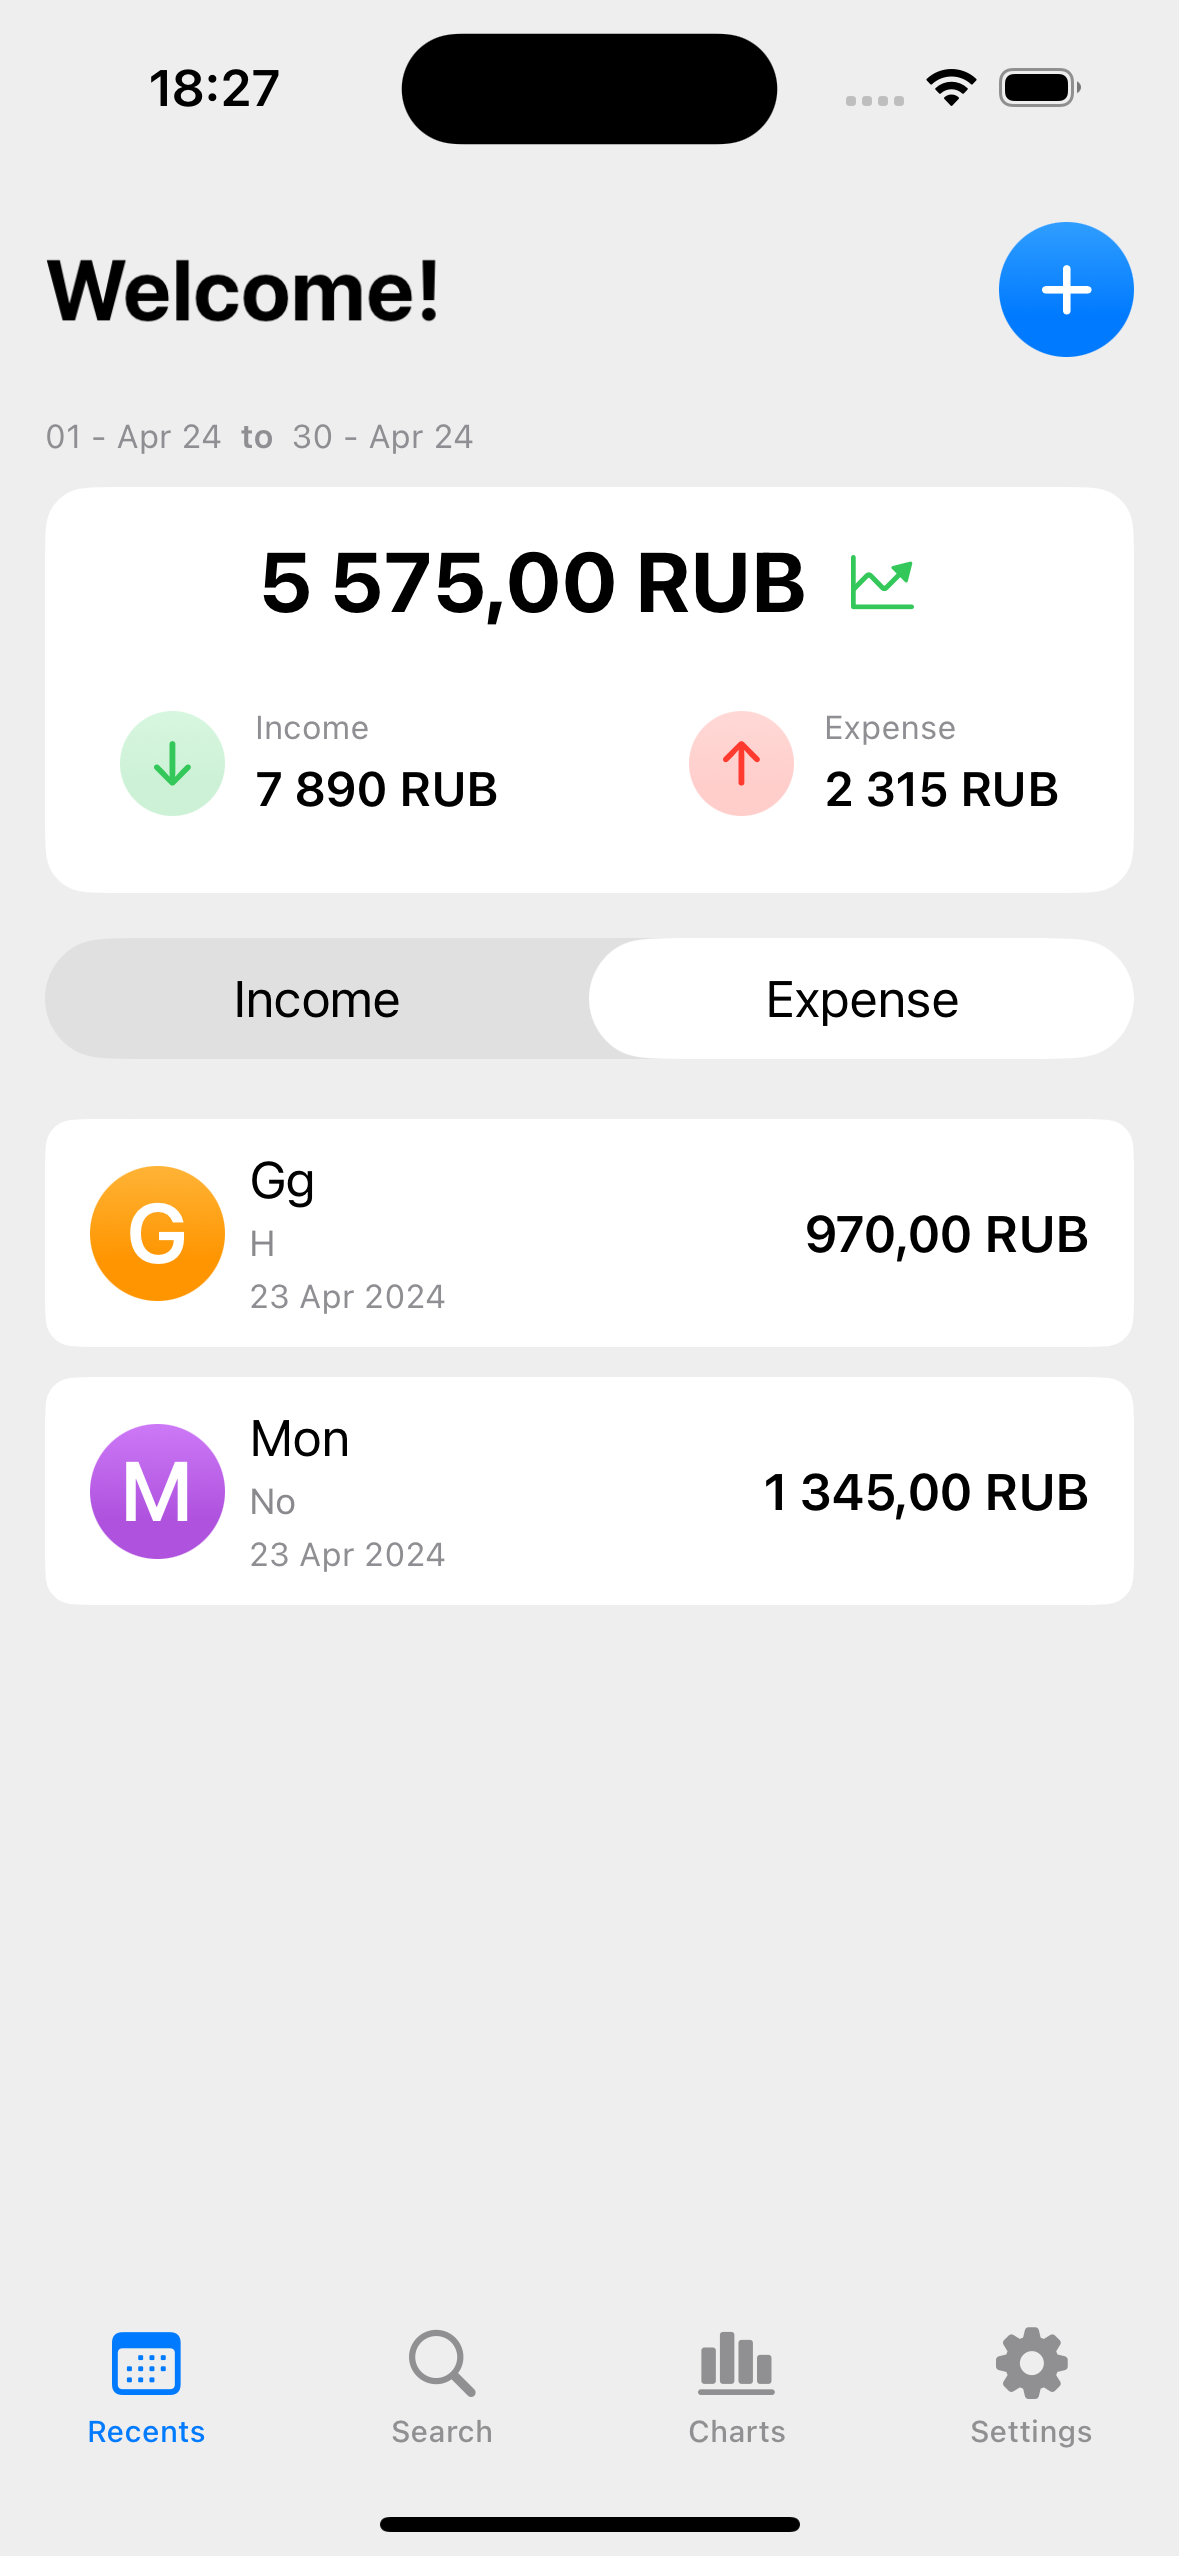 18:27
Welcome!
01 - Apr 24 to 30 - Apr 24
5 575,00 RUB
Income
7 890 RUB
Expense
2 315 RUB
Income
Expense
G
Gg
H
23 Apr 2024
970,00 RUB
M
Mon
No
23 Apr 2024
1 345,00 RUB
Recents
Search
Charts
Settings